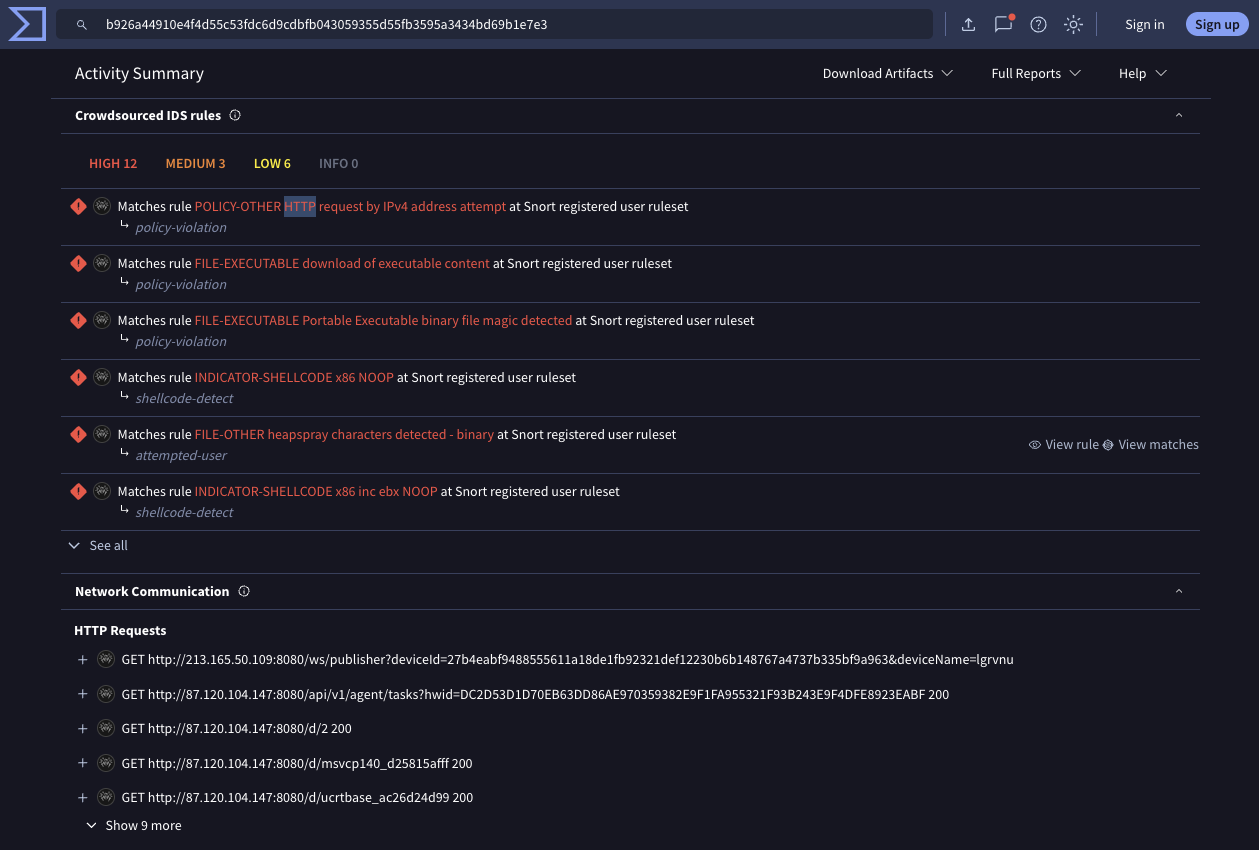 b926a44910e4f4d55c53fdc6d9cdbfb043059355d55fb3595a3434bd69b1e7e3
Sign in
Sign up
Activity Summary
Download Artifacts
Full Reports
Help
Crowdsourced IDS rules
HIGH 12 MEDIUM 3 LOW 6 INFO 0
Matches rule POLICY-OTHER HTTP request by IPv4 address attempt at Snort registered user ruleset
policy-violation
Matches rule FILE-EXECUTABLE download of executable content at Snort registered user ruleset
policy-violation
Matches rule FILE-EXECUTABLE Portable Executable binary file magic detected at Snort registered user ruleset
policy-violation
Matches rule INDICATOR-SHELLCODE x86 NOOP at Snort registered user ruleset
shellcode-detect
Matches rule FILE-OTHER heapspray characters detected - binary at Snort registered user ruleset
attempted-user
View rule View matches
Matches rule INDICATOR-SHELLCODE x86 inc ebx NOOP at Snort registered user ruleset
shellcode-detect
See all
Network Communication
HTTP Requests
+ GET http://213.165.50.109:8080/ws/publisher?deviceId=27b4eabf9488555611a18de1fb92321def12230b6b148767a4737b335bf9a963&deviceName=lgrvnu
+ GET http://87.120.104.147:8080/api/v1/agent/tasks?hwid=DC2D53D1D70EB63DD86AE970359382E9F1FA955321F93B243E9F4DFE8923EABF 200
+ GET http://87.120.104.147:8080/d/2 200
+ GET http://87.120.104.147:8080/d/msvcp140_d25815afff 200
+ GET http://87.120.104.147:8080/d/ucrtbase_ac26d24d99 200
Show 9 more